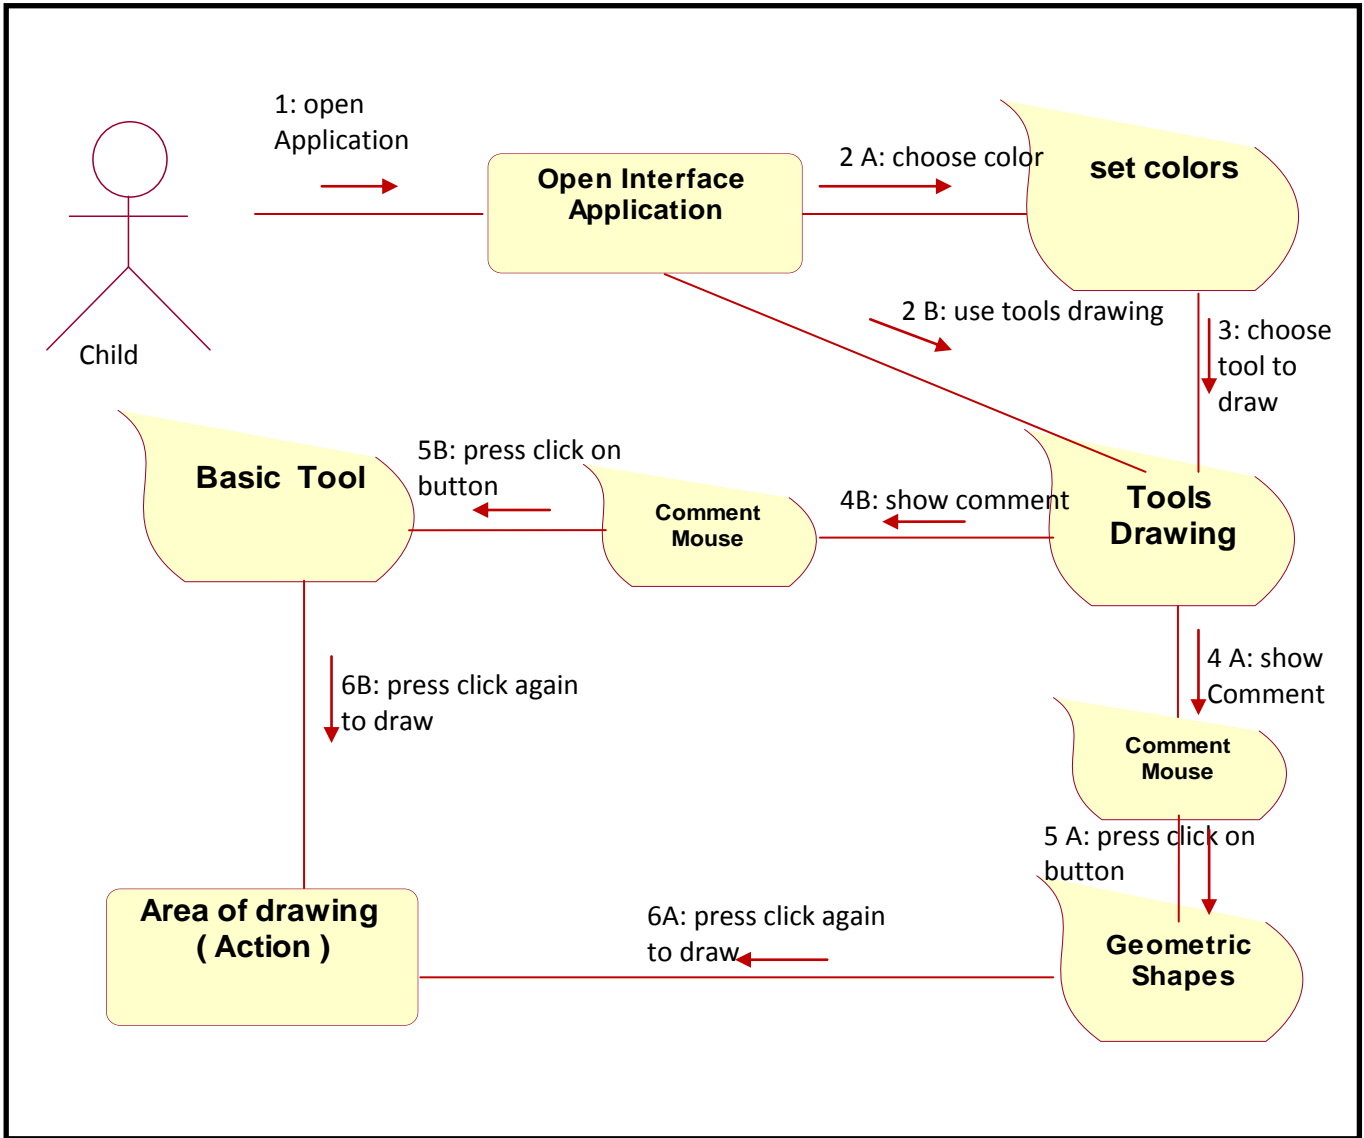 1: open
Application
Open Interface
Application
2 A: choose color
set colors
Child
2 B: use tools drawing
3: choose
tool to
draw
Basic  Tool
5B: press click on
button
Comment
Mouse
4B: show comment
Tools
Drawing
6B: press click again
to draw
4 A: show
Comment
Comment
Mouse
5 A: press click on
button
Area of drawing
( Action )
6A: press click again
to draw
Geometric
Shapes